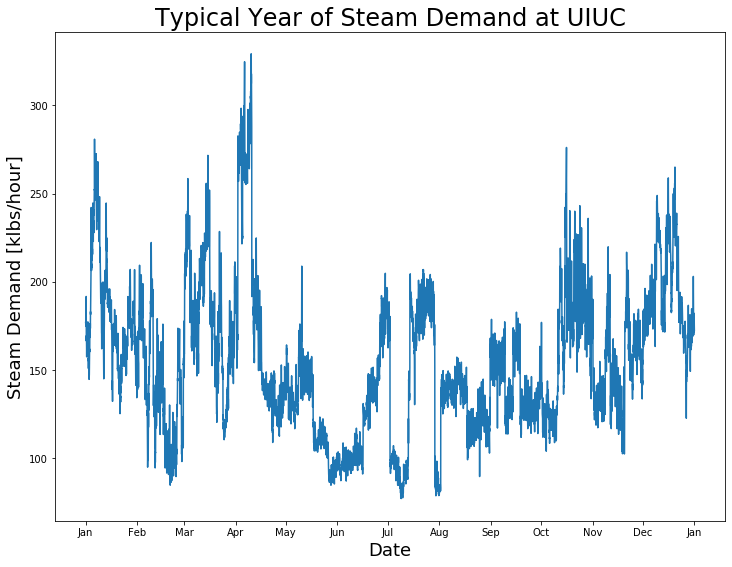 Typical Year of Steam Demand at UIUC
Steam Demand [klbs/hour]
300
250
200
150
100
Jan Feb Mar Apr May Jun Jul Aug Sep Oct Nov Dec Jan
Date